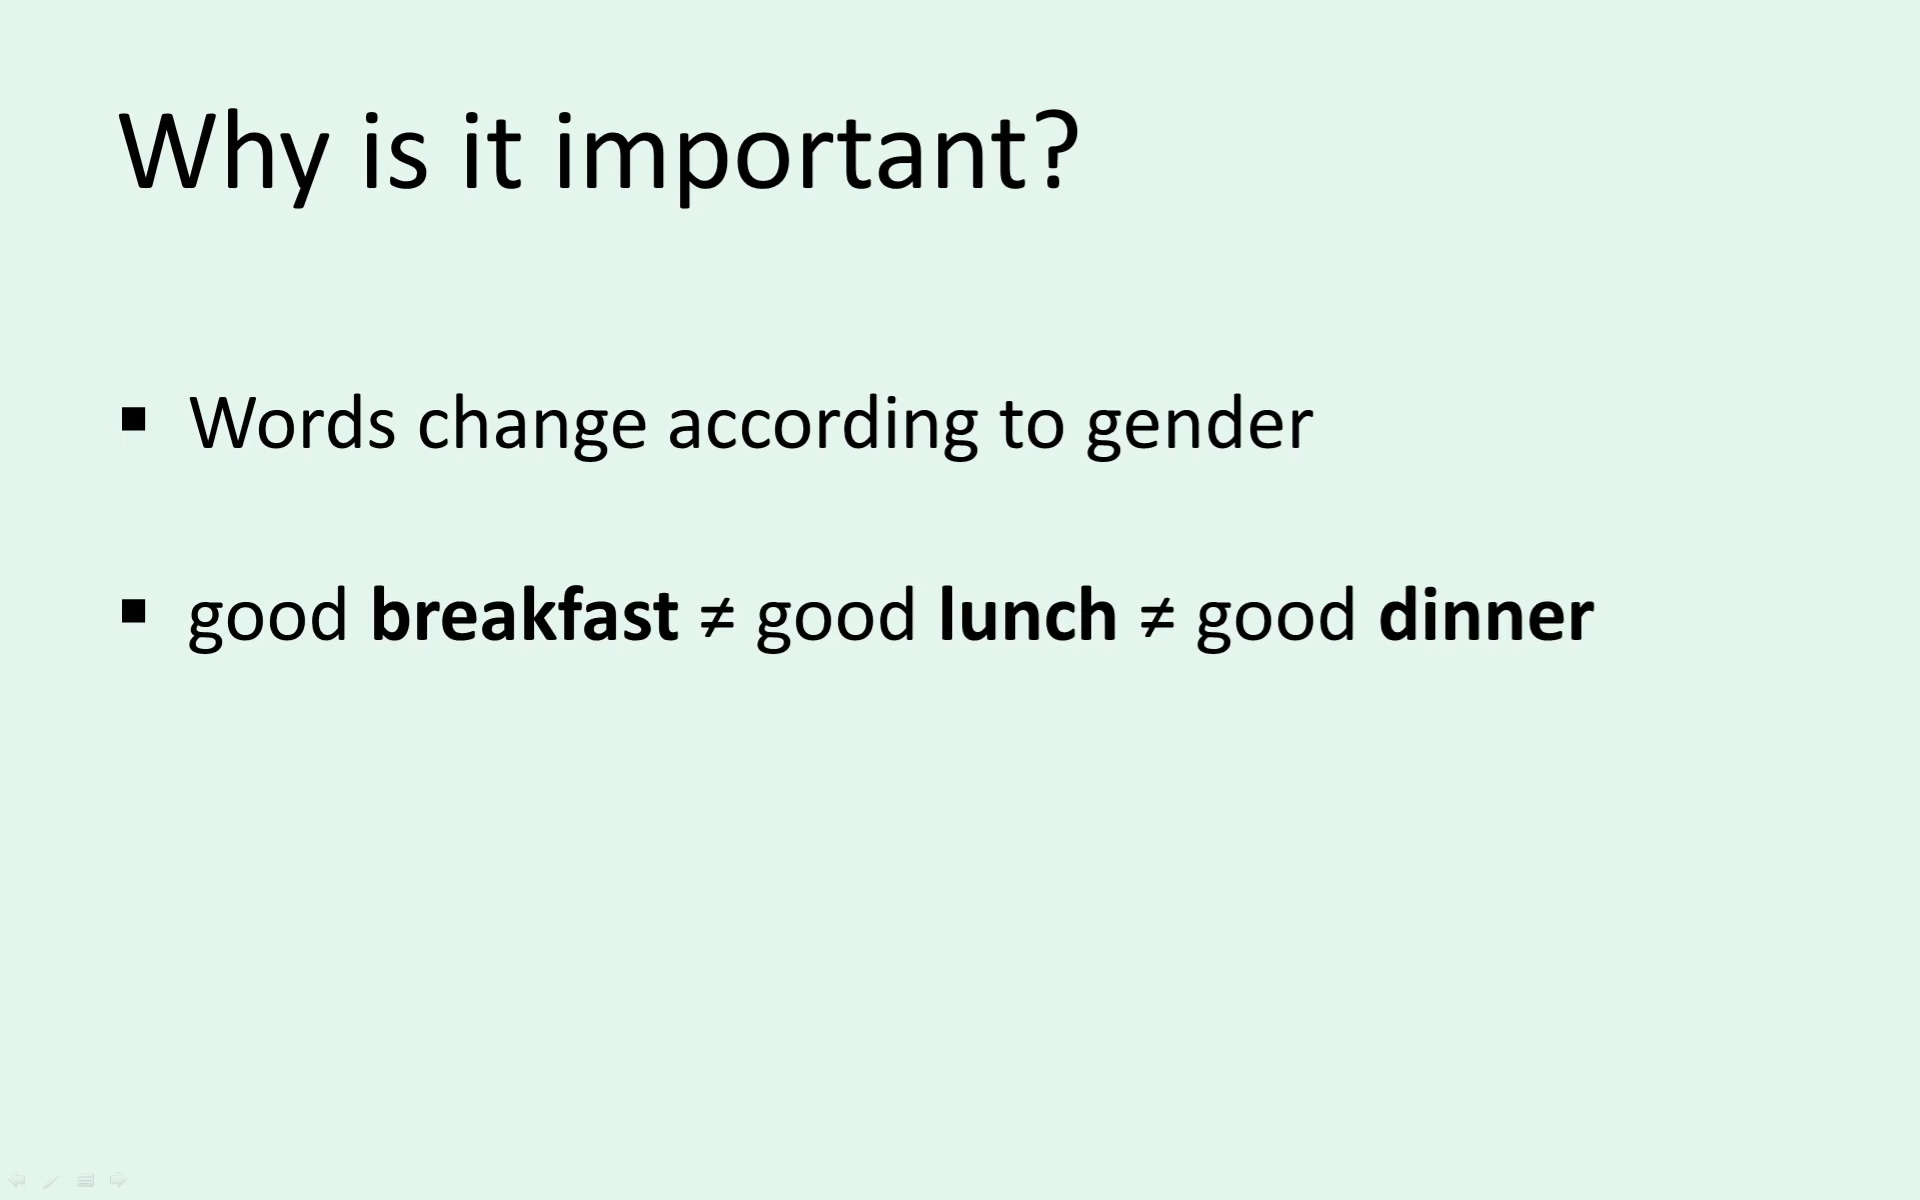 Why is it important?
▪ Words change according to gender
▪ good breakfast ≠ good lunch ≠ good dinner